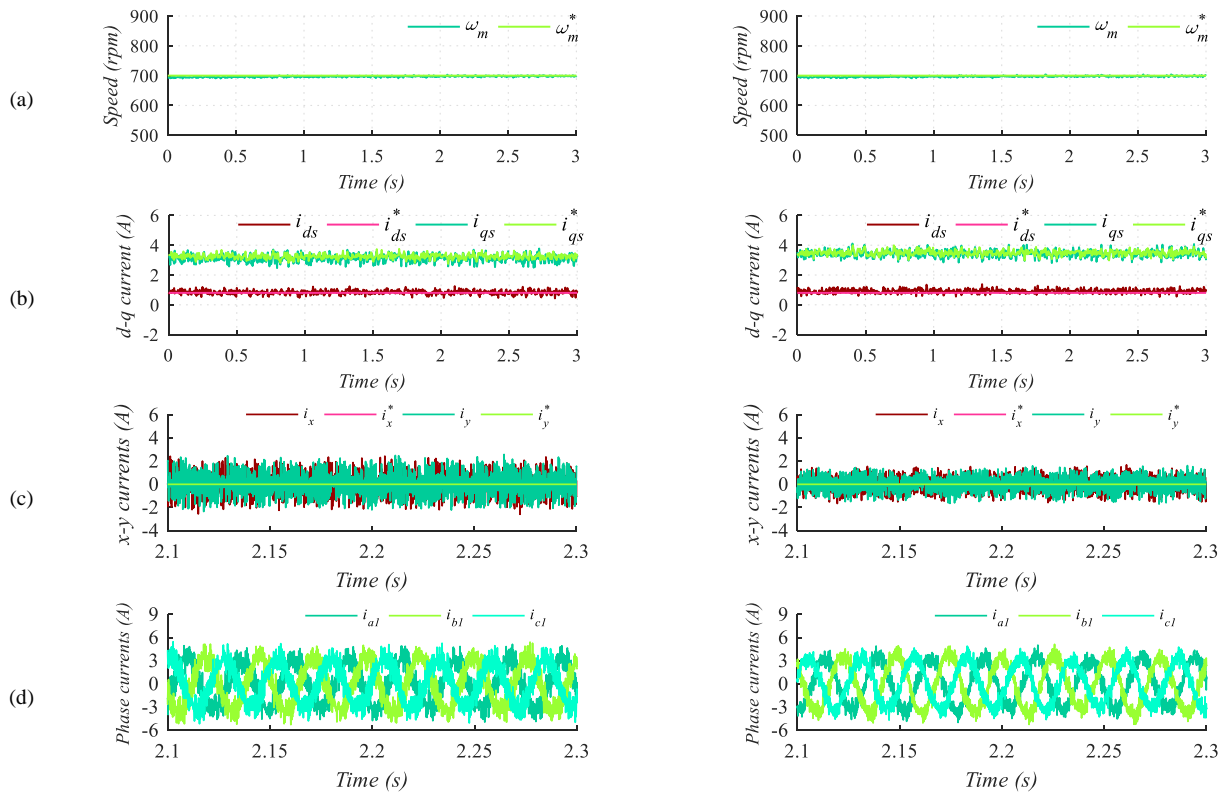 (a)
Speed (rpm)
900
800
700
600
500
ω_m ω_m^*
0 0.5 1 1.5 2 2.5 3
Time (s)
Speed (rpm)
900
800
700
600
500
ω_m ω_m^*
0 0.5 1 1.5 2 2.5 3
Time (s)
(b)
d-q current (A)
6
4
2
0
-2
i_ds i_ds^* i_qs i_qs^*
0 0.5 1 1.5 2 2.5 3
Time (s)
d-q current (A)
6
4
2
0
-2
i_ds i_ds^* i_qs i_qs^*
0 0.5 1 1.5 2 2.5 3
Time (s)
(c)
x-y currents (A)
6
4
2
0
-2
-4
i_x i_x^* i_y i_y^*
2.1 2.15 2.2 2.25 2.3
Time (s)
x-y currents (A)
6
4
2
0
-2
-4
i_x i_x^* i_y i_y^*
2.1 2.15 2.2 2.25 2.3
Time (s)
(d)
Phase currents (A)
9
6
3
0
-3
-6
i_a1 i_b1 i_c1
2.1 2.15 2.2 2.25 2.3
Time (s)
Phase currents (A)
9
6
3
0
-3
-6
i_a1 i_b1 i_c1
2.1 2.15 2.2 2.25 2.3
Time (s)